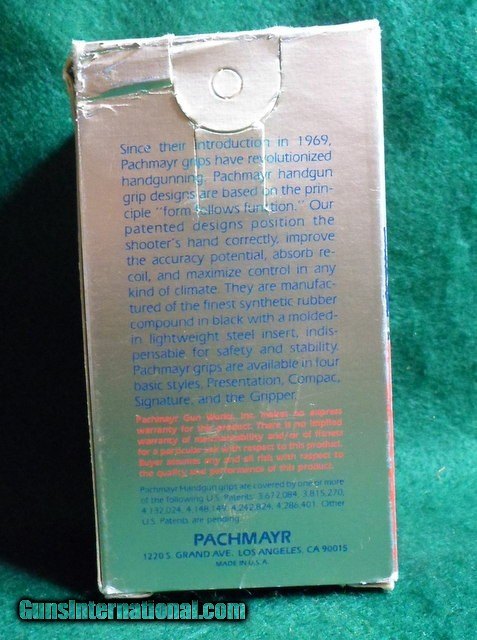 Since their introduction in 1969,
Pachmayr grips have revolutionized
handgunning. Pachmayr handgun
grip designs are based on the prin-
ciple "form follows function." Our
patented designs position the
shooter's hand correctly, improve
the accuracy potential, absorb re-
coil, and maximize control in any
kind of climate. They are manufac-
tured of the finest synthetic rubber
compound in black with a molded-
in lightweight steel insert, indis-
pensable for safety and stability.
Pachmayr grips are available in four
basic styles, Presentation, Compac,
Signature, and the Gripper.
Pachmayr Gun Works, Inc. makes no express
warranty for this product. There is no implied
warranty of merchantability and/or of fitness
for a particular use with respect to this product.
Buyer assumes any and all risk with respect to
the quality and performance of this product.
Pachmayr Handgun grips are covered by one or more
of the following U.S. Patents: 3,672,084, 3,815,270,
4,132,024, 4,148,149, 4,242,824, 4,286,401. Other
U.S. Patents are pending.
PACHMAYR
1220 S. GRAND AVE. LOS ANGELES, CA 90015
MADE IN U.S.A.
GunsInternational.com